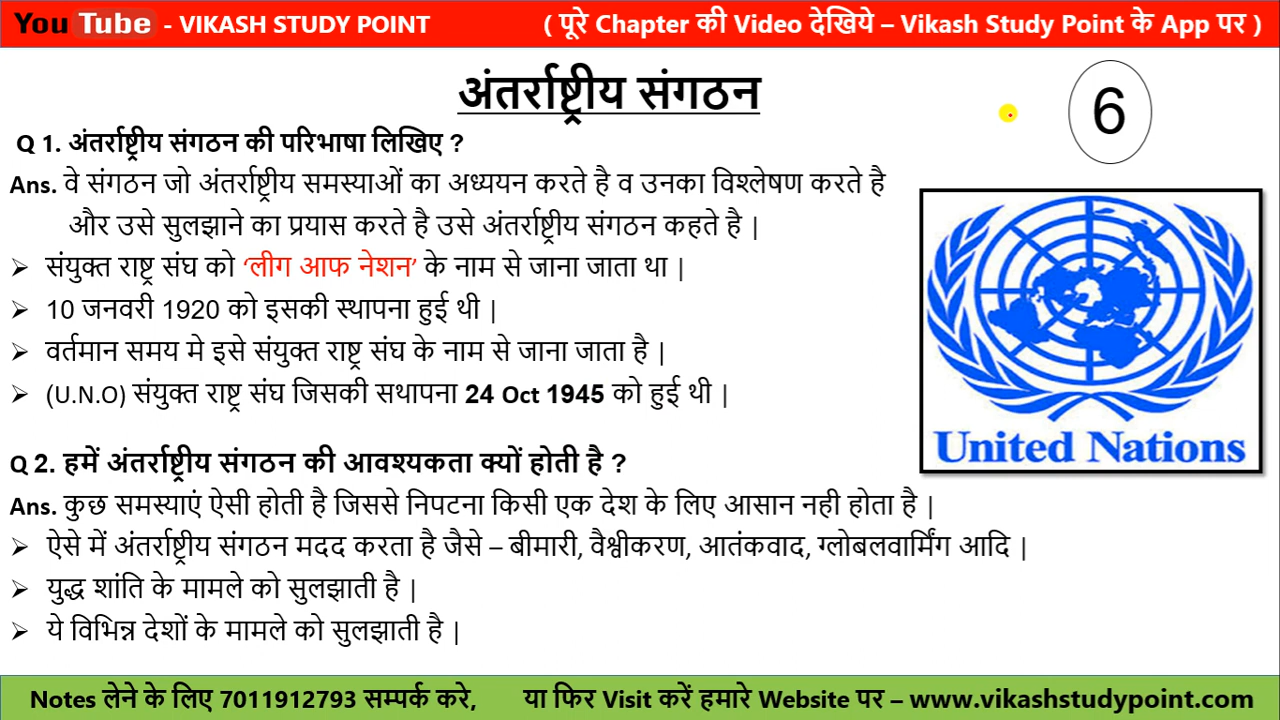 YouTube - VIKASH STUDY POINT ( पूरे Chapter की Video देखिये – Vikash Study Point के App पर )
अंतर्राष्ट्रीय संगठन
6
Q 1. अंतर्राष्ट्रीय संगठन की परिभाषा लिखिए ?
Ans. वे संगठन जो अंतर्राष्ट्रीय समस्याओं का अध्ययन करते है व उनका विश्लेषण करते है
और उसे सुलझाने का प्रयास करते है उसे अंतर्राष्ट्रीय संगठन कहते है |
➢ संयुक्त राष्ट्र संघ को ‘लीग आफ नेशन’ के नाम से जाना जाता था |
➢ 10 जनवरी 1920 को इसकी स्थापना हुई थी |
➢ वर्तमान समय मे इसे संयुक्त राष्ट्र संघ के नाम से जाना जाता है |
➢ (U.N.O) संयुक्त राष्ट्र संघ जिसकी सथापना 24 Oct 1945 को हुई थी |
United Nations
Q 2. हमें अंतर्राष्ट्रीय संगठन की आवश्यकता क्यों होती है ?
Ans. कुछ समस्याएं ऐसी होती है जिससे निपटना किसी एक देश के लिए आसान नही होता है |
➢ ऐसे में अंतर्राष्ट्रीय संगठन मदद करता है जैसे – बीमारी, वैश्वीकरण, आतंकवाद, ग्लोबलवार्मिंग आदि |
➢ युद्ध शांति के मामले को सुलझाती है |
➢ ये विभिन्न देशों के मामले को सुलझाती है |
Notes लेने के लिए 7011912793 सम्पर्क करे, या फिर Visit करें हमारे Website पर – www.vikashstudypoint.com